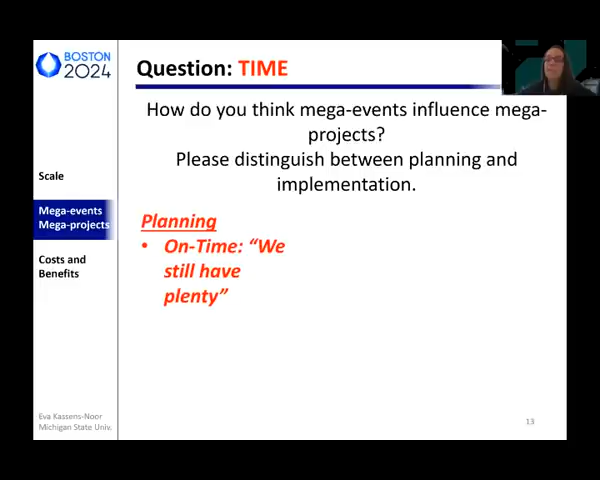 BOSTON
2024
Question: TIME
How do you think mega-events influence mega-
projects?
Please distinguish between planning and
implementation.
Scale
Mega-events
Mega-projects
Costs and
Benefits
Planning
• On-Time: “We
still have
plenty”
Eva Kassens-Noor
Michigan State Univ.
13